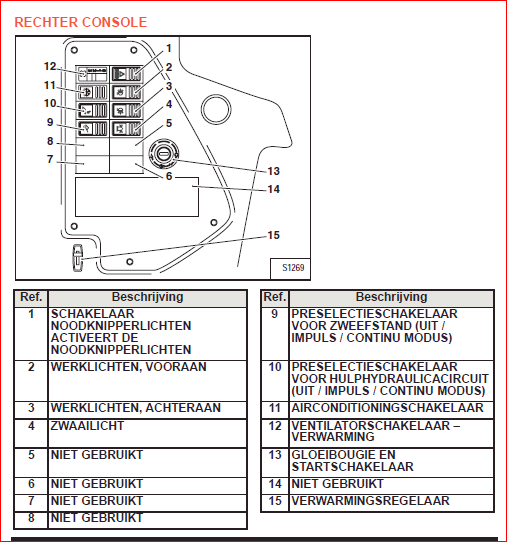 RECHTER CONSOLE
12
11
10
9
8
7
1
2
3
4
5
6
13
14
15
S1269
Ref. Beschrijving
1 SCHAKELAAR
NOODKNIPPERLICHTEN
ACTIVEERT DE
NOODKNIPPERLICHTEN
2 WERKLICHTEN, VOORAAN
3 WERKLICHTEN, ACHTERAAN
4 ZWAAILICHT
5 NIET GEBRUIKT
6 NIET GEBRUIKT
7 NIET GEBRUIKT
8 NIET GEBRUIKT
Ref. Beschrijving
9 PRESELECTIESCHAKELAAR
VOOR ZWEEFSTAND (UIT /
IMPULS / CONTINU MODUS)
10 PRESELECTIESCHAKELAAR
VOOR HULPHYDRAULICACIRCUIT
(UIT / IMPULS / CONTINU MODUS)
11 AIRCONDITIONINGSCHAKELAAR
12 VENTILATORSCHAKELAAR –
VERWARMING
13 GLOEIBOUGIE EN
STARTSCHAKELAAR
14 NIET GEBRUIKT
15 VERWARMINGSREGELAAR